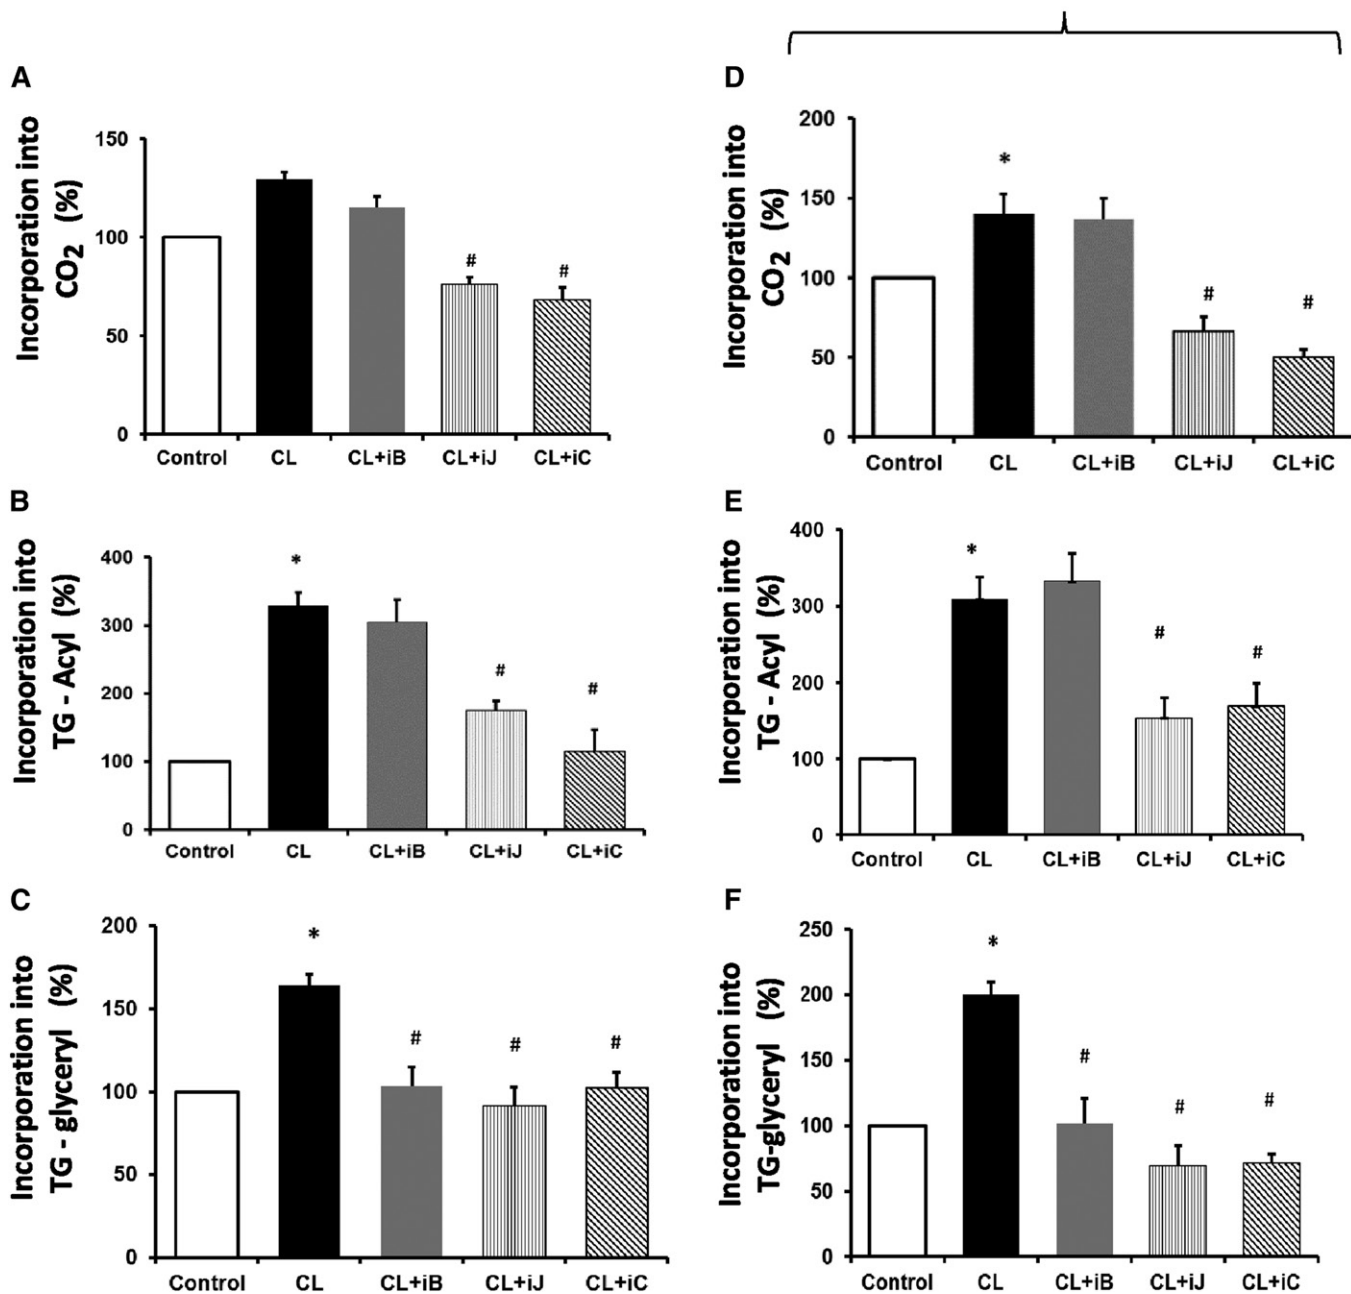 A
Incorporation into
CO2 (%)
150
100
50
0
#
#
Control CL CL+iB CL+iJ CL+iC
B
Incorporation into
TG - Acyl (%)
400
300
200
100
0
*
#
#
Control CL CL+iB CL+iJ CL+iC
C
Incorporation into
TG - glyceryl (%)
200
150
100
50
0
*
#
#
#
Control CL CL+iB CL+iJ CL+iC
D
Incorporation into
CO2 (%)
200
150
100
50
0
*
#
#
Control CL CL+iB CL+iJ CL+iC
E
Incorporation into
TG - Acyl (%)
400
300
200
100
0
*
#
#
Control CL CL+iB CL+iJ CL+iC
F
Incorporation into
TG-glyceryl (%)
250
200
150
100
50
0
*
#
#
#
Control CL CL+iB CL+iJ CL+iC